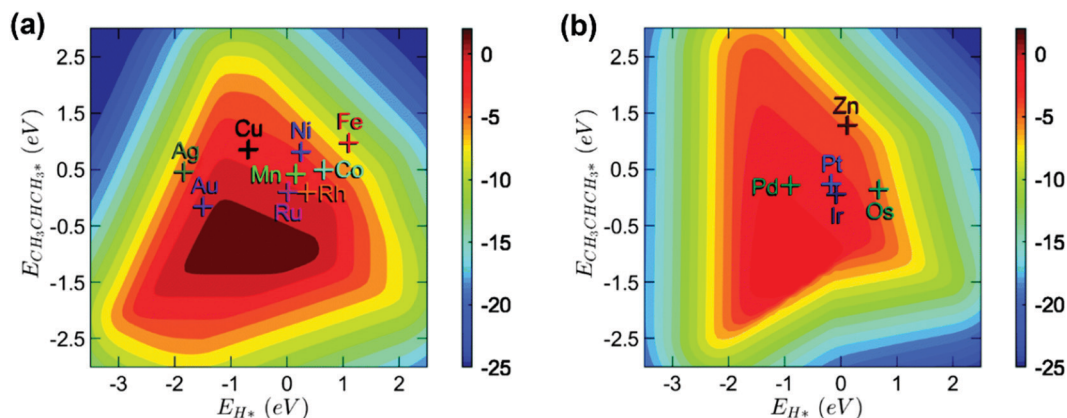 (a)
2.5
1.5
0.5
-0.5
-1.5
-2.5
E_{CH_3CHCH_3*} (eV)
-3 -2 -1 0 1 2
E_{H*} (eV)
Cu Ni Fe
Ag Mn Co
Au Rh
Ru
0
-5
-10
-15
-20
-25
(b)
2.5
1.5
0.5
-0.5
-1.5
-2.5
E_{CH_3CHCH_3*} (eV)
-3 -2 -1 0 1 2
E_{H*} (eV)
Zn
Pt
Pd
Ir Os
0
-5
-10
-15
-20
-25